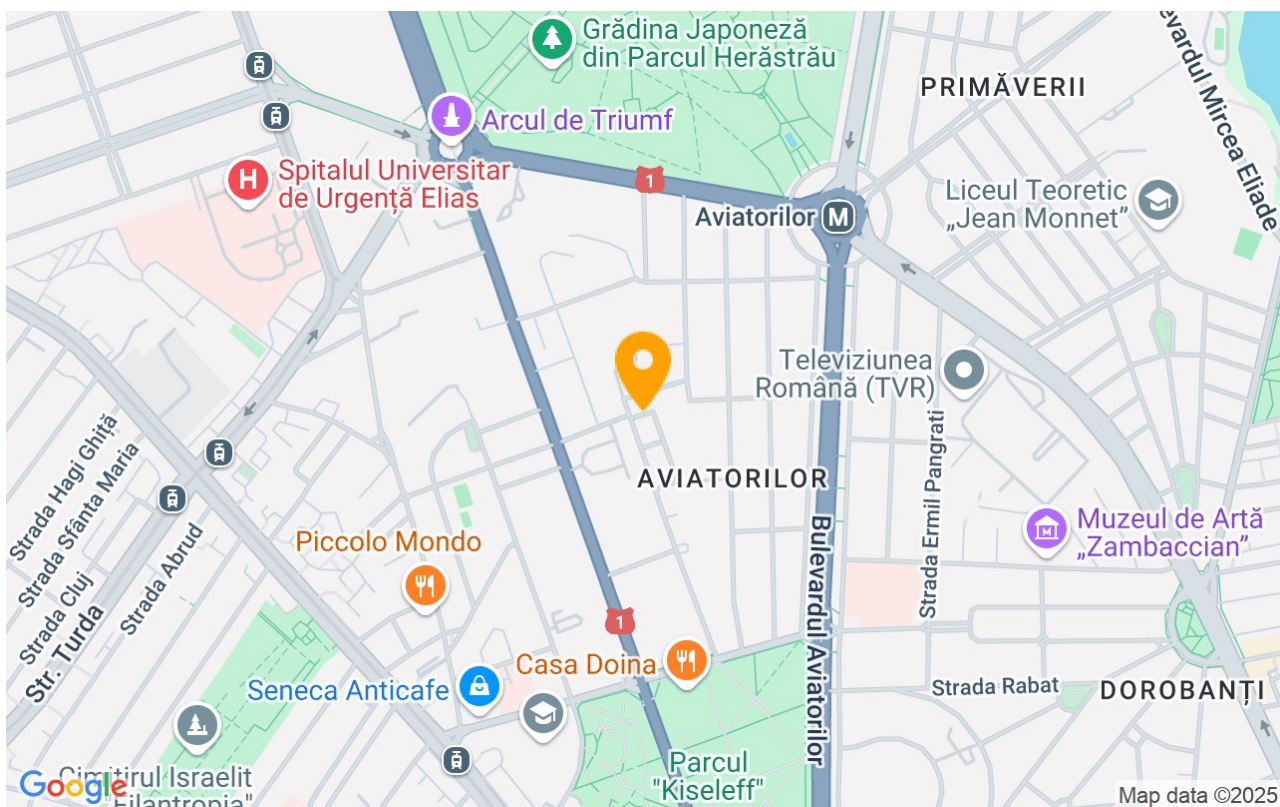 Grădina Japoneză
din Parcul Herăstrău
PRIMĂVERII
Bulevardul Mircea Eliade
Arcul de Triumf
Spitalul Universitar
de Urgență Elias
H
1
Aviatorilor
M
Liceul Teoretic
„Jean Monnet”
Televiziunea
Română (TVR)
Strada Hagi Ghiță
Strada Sfânta Maria
Strada Cluj
Str. Turda
Strada Abrud
AVIATORILOR
Strada Ermil Pangrati
Bulevardul Aviatorilor
Muzeul de Artă
„Zambaccian”
Piccolo Mondo
1
Casa Doina
Seneca Anticafe
Strada Rabat
DOROBANȚI
Parcul
"Kiseleff"
Cimitirul Israelit
"Filantropia"
Google
Map data ©2025